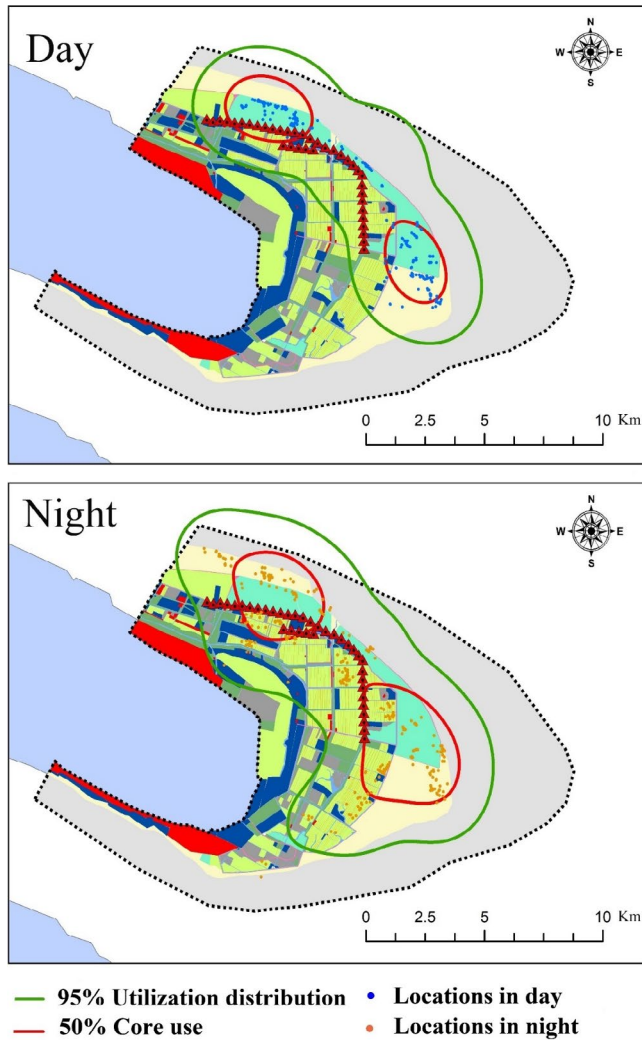 Day
N
W E
S
0 2.5 5 10 Km
Night
N
W E
S
0 2.5 5 10 Km
95% Utilization distribution
Locations in day
50% Core use
Locations in night